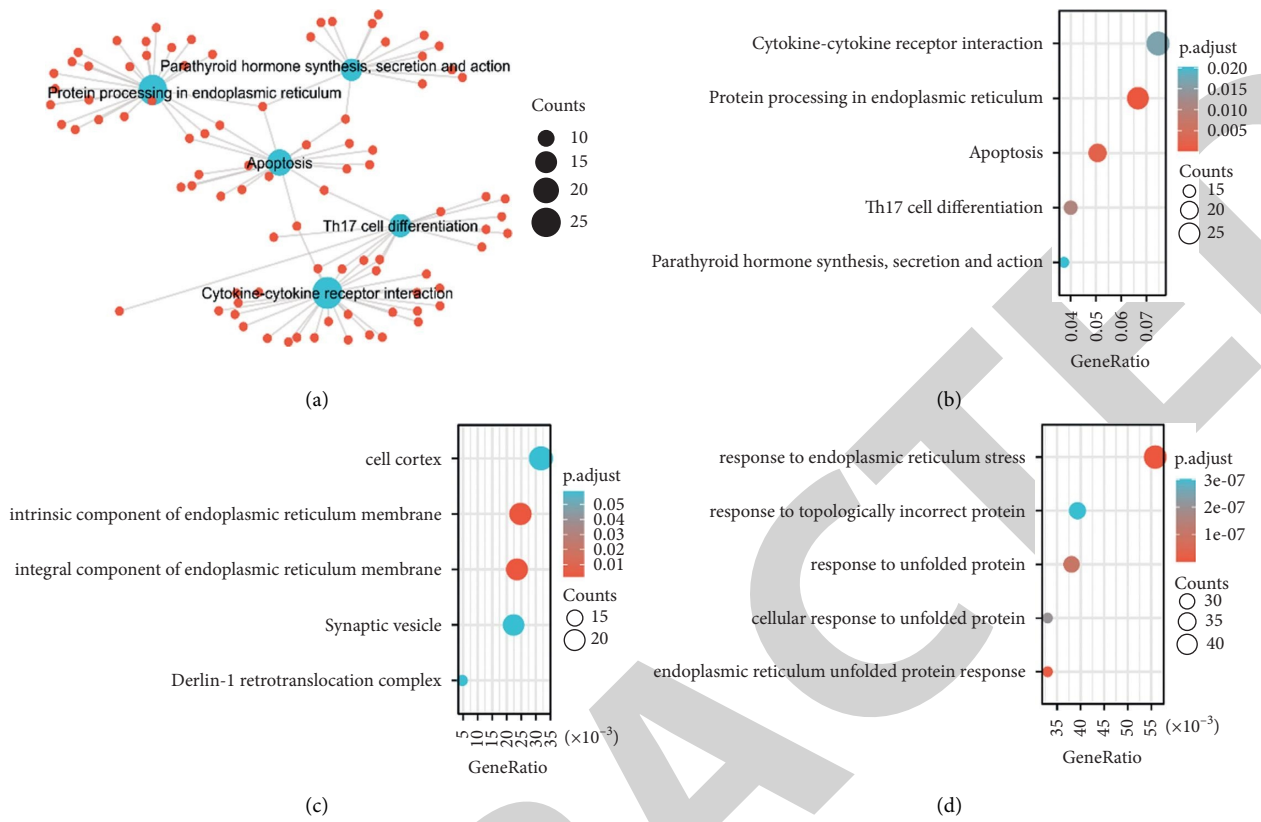 Parathyroid hormone synthesis, secretion and action
Protein processing in endoplasmic reticulum
Apoptosis
Th17 cell differentiation
Cytokine-cytokine receptor interaction
Counts
10
15
20
25
(a)
Cytokine-cytokine receptor interaction
Protein processing in endoplasmic reticulum
Apoptosis
Th17 cell differentiation
Parathyroid hormone synthesis, secretion and action
0.04
0.05
0.06
0.07
GeneRatio
p.adjust
0.020
0.015
0.010
0.005
Counts
15
20
25
(b)
cell cortex
intrinsic component of endoplasmic reticulum membrane
integral component of endoplasmic reticulum membrane
Synaptic vesicle
Derlin-1 retrotranslocation complex
5
10
15
20
25
30
35
(×10⁻³)
GeneRatio
p.adjust
0.05
0.04
0.03
0.02
0.01
Counts
15
20
(c)
response to endoplasmic reticulum stress
response to topologically incorrect protein
response to unfolded protein
cellular response to unfolded protein
endoplasmic reticulum unfolded protein response
35
40
45
50
55
(×10⁻³)
GeneRatio
p.adjust
3e-07
2e-07
1e-07
Counts
30
35
40
(d)
ACTE